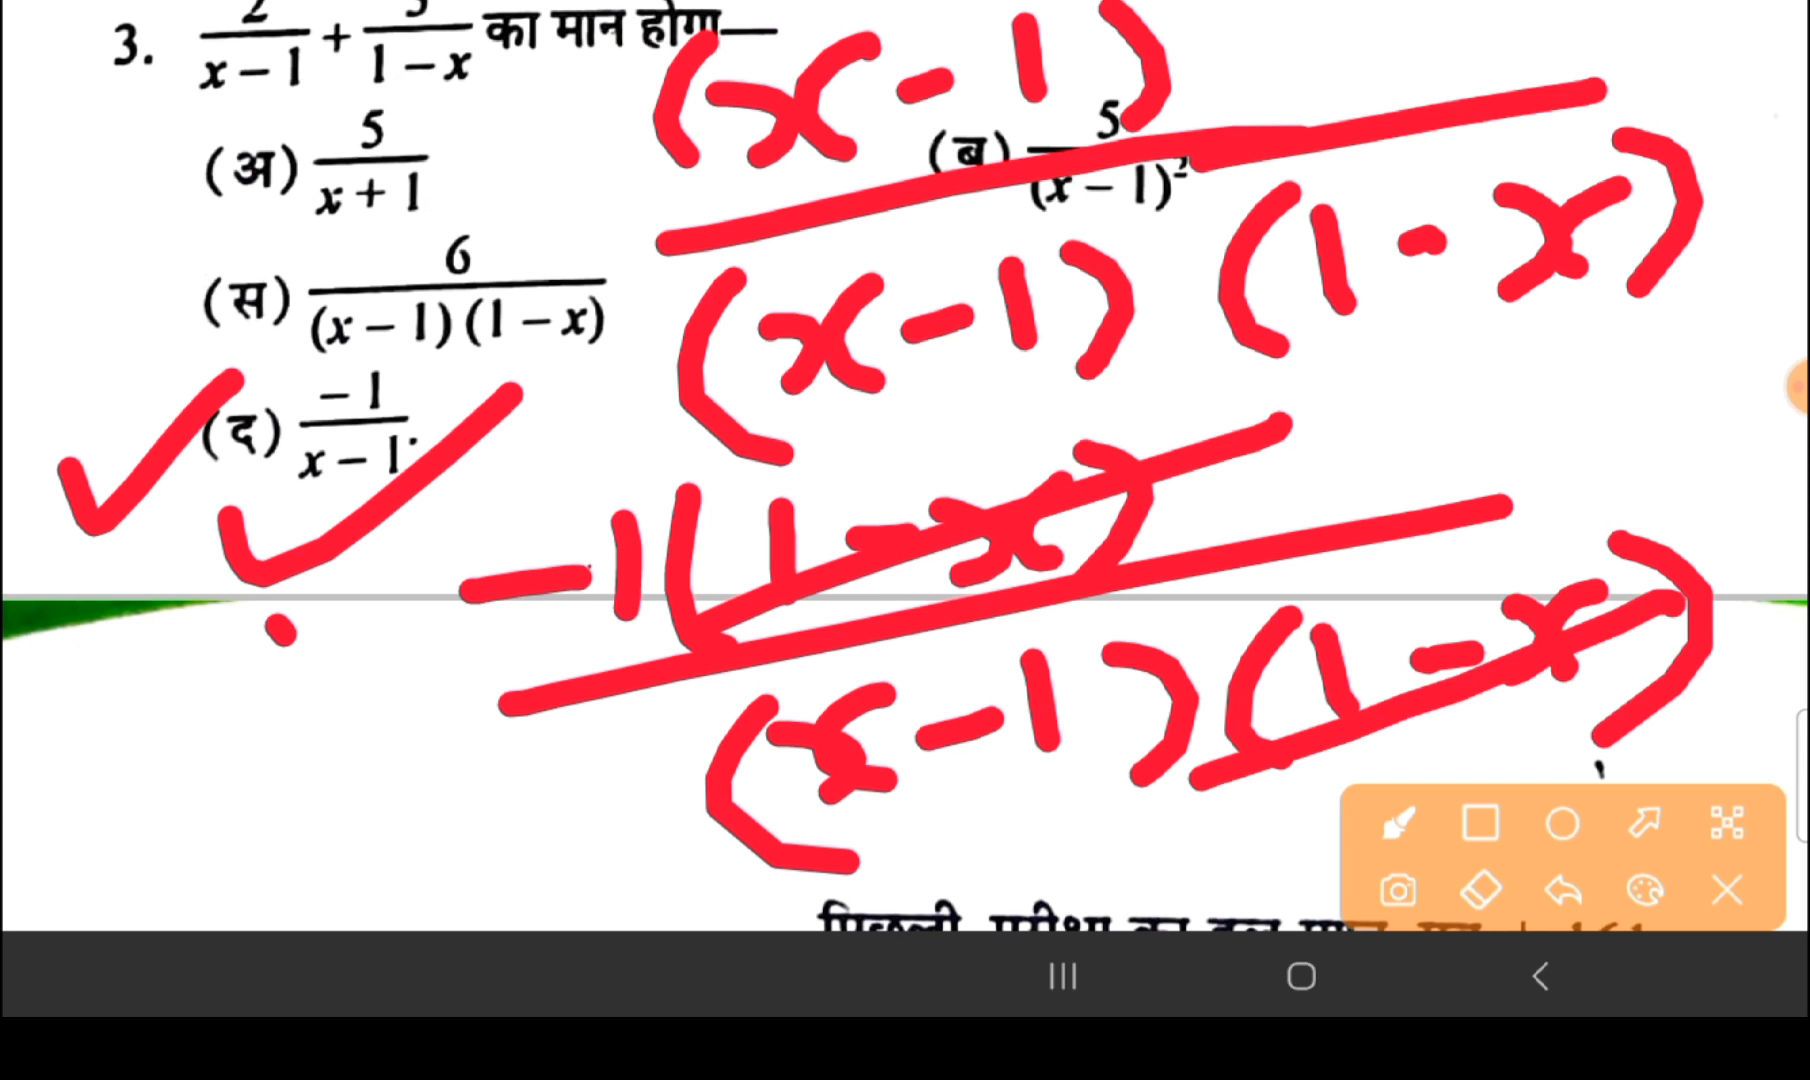 3. 2/(x – 1) + 3/(1 – x) का मान होगा—
(x - 1)
(अ) 5/(x + 1) (ब) 5/(x – 1)²
(x - 1) (1 - x)
(स) 6/((x – 1) (1 – x))
(द) – 1/(x – 1).
-1(1 - x)
(x - 1) (1 - x)